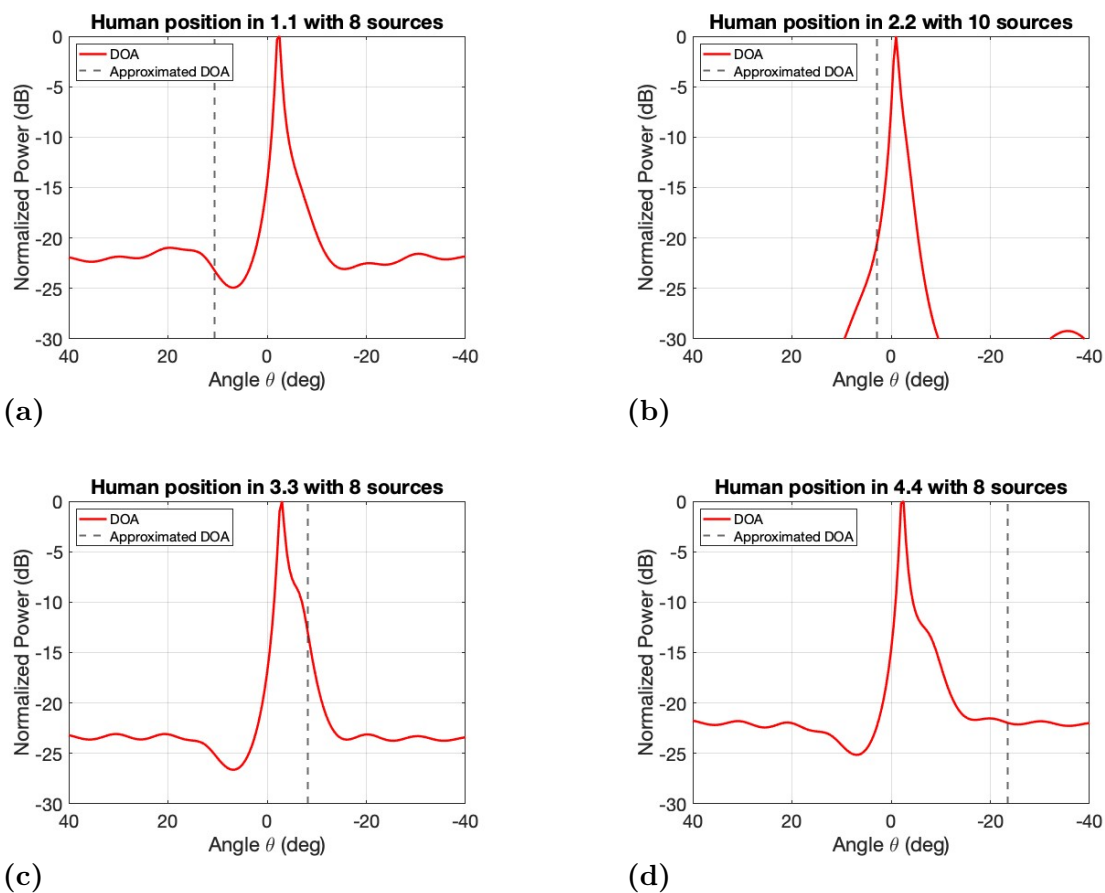 Human position in 1.1 with 8 sources
DOA
Approximated DOA
Normalized Power (dB)
0
-5
-10
-15
-20
-25
-30
40 20 0 -20 -40
Angle θ (deg)
(a)
Human position in 2.2 with 10 sources
DOA
Approximated DOA
Normalized Power (dB)
0
-5
-10
-15
-20
-25
-30
40 20 0 -20 -40
Angle θ (deg)
(b)
Human position in 3.3 with 8 sources
DOA
Approximated DOA
Normalized Power (dB)
0
-5
-10
-15
-20
-25
-30
40 20 0 -20 -40
Angle θ (deg)
(c)
Human position in 4.4 with 8 sources
DOA
Approximated DOA
Normalized Power (dB)
0
-5
-10
-15
-20
-25
-30
40 20 0 -20 -40
Angle θ (deg)
(d)